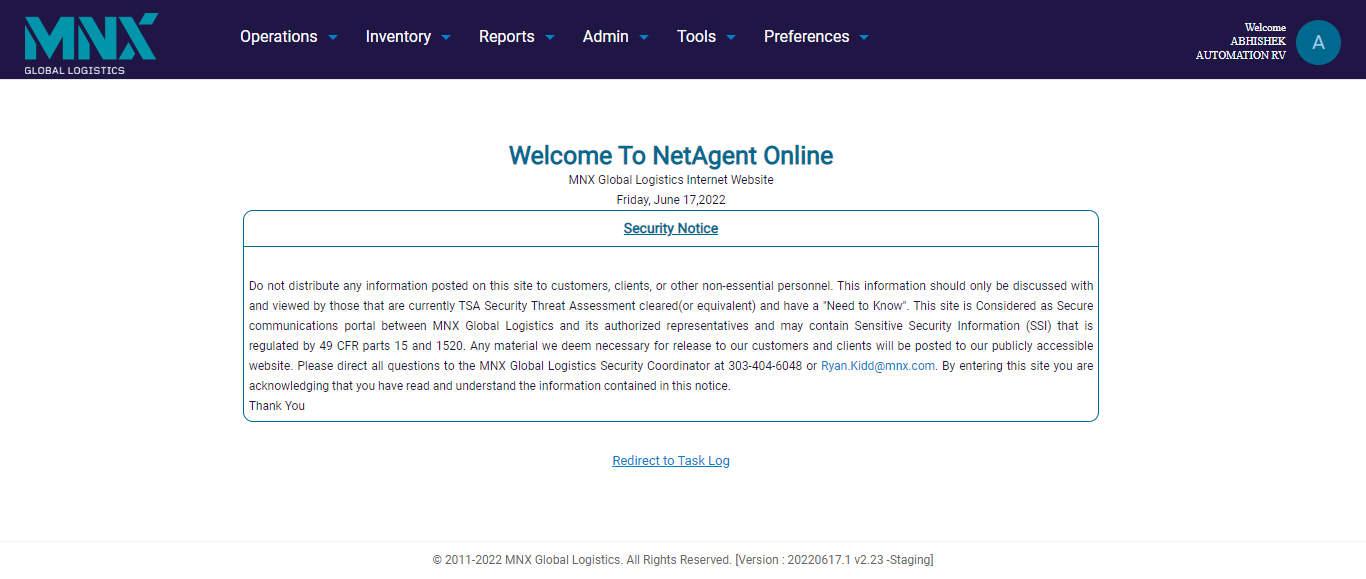 MNX
GLOBAL LOGISTICS
Operations
Inventory
Reports
Admin
Tools
Preferences
Welcome
ABHISHEK
AUTOMATION RV
A
Welcome To NetAgent Online
MNX Global Logistics Internet Website
Friday, June 17,2022
Security Notice
Do not distribute any information posted on this site to customers, clients, or other non-essential personnel. This information should only be discussed with
and viewed by those that are currently TSA Security Threat Assessment cleared(or equivalent) and have a "Need to Know". This site is Considered as Secure
communications portal between MNX Global Logistics and its authorized representatives and may contain Sensitive Security Information (SSI) that is
regulated by 49 CFR parts 15 and 1520. Any material we deem necessary for release to our customers and clients will be posted to our publicly accessible
website. Please direct all questions to the MNX Global Logistics Security Coordinator at 303-404-6048 or Ryan.Kidd@mnx.com. By entering this site you are
acknowledging that you have read and understand the information contained in this notice.
Thank You
Redirect to Task Log
© 2011-2022 MNX Global Logistics. All Rights Reserved. [Version : 20220617.1 v2.23 -Staging]